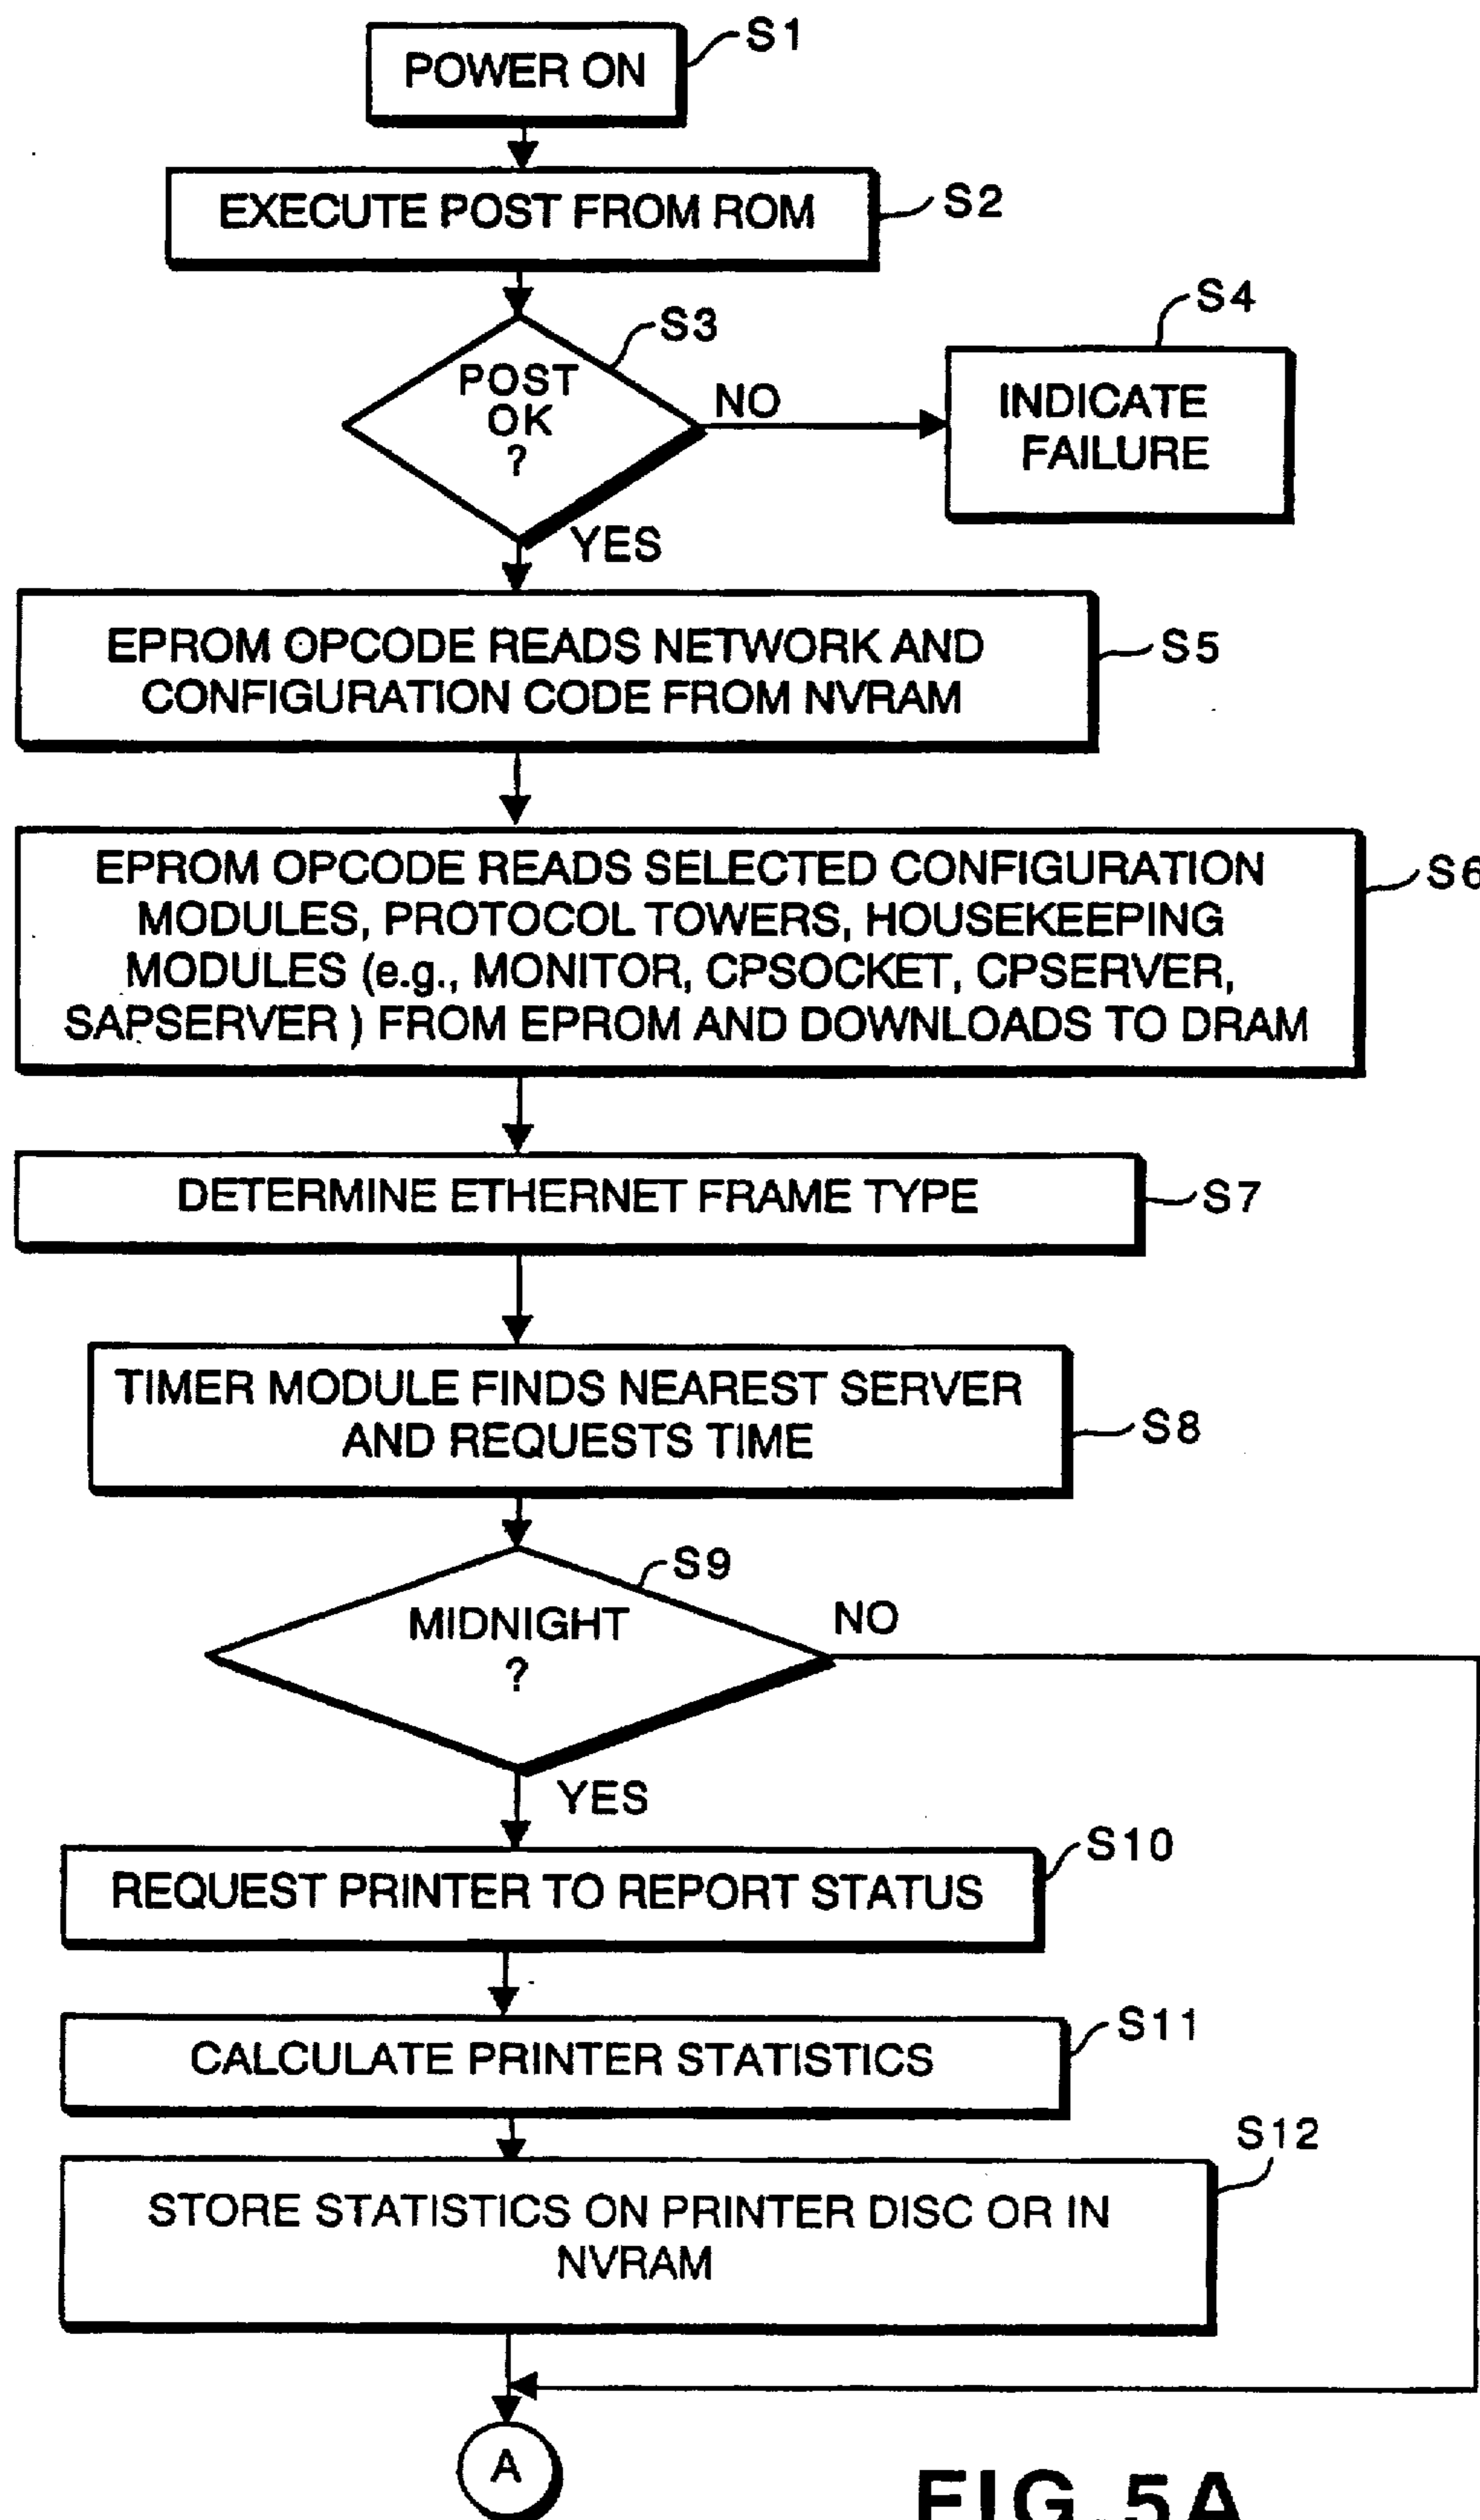 POWER ON
S1
EXECUTE POST FROM ROM
S2
POST
OK
?
S3
NO
S4
INDICATE
FAILURE
YES
EPROM OPCODE READS NETWORK AND
CONFIGURATION CODE FROM NVRAM
S5
EPROM OPCODE READS SELECTED CONFIGURATION
MODULES, PROTOCOL TOWERS, HOUSEKEEPING
MODULES (e.g., MONITOR, CPSOCKET, CPSERVER,
SAPSERVER ) FROM EPROM AND DOWNLOADS TO DRAM
S6
DETERMINE ETHERNET FRAME TYPE
S7
TIMER MODULE FINDS NEAREST SERVER
AND REQUESTS TIME
S8
MIDNIGHT
?
S9
NO
YES
REQUEST PRINTER TO REPORT STATUS
S10
CALCULATE PRINTER STATISTICS
S11
STORE STATISTICS ON PRINTER DISC OR IN
NVRAM
S12
A
FIG. 5A